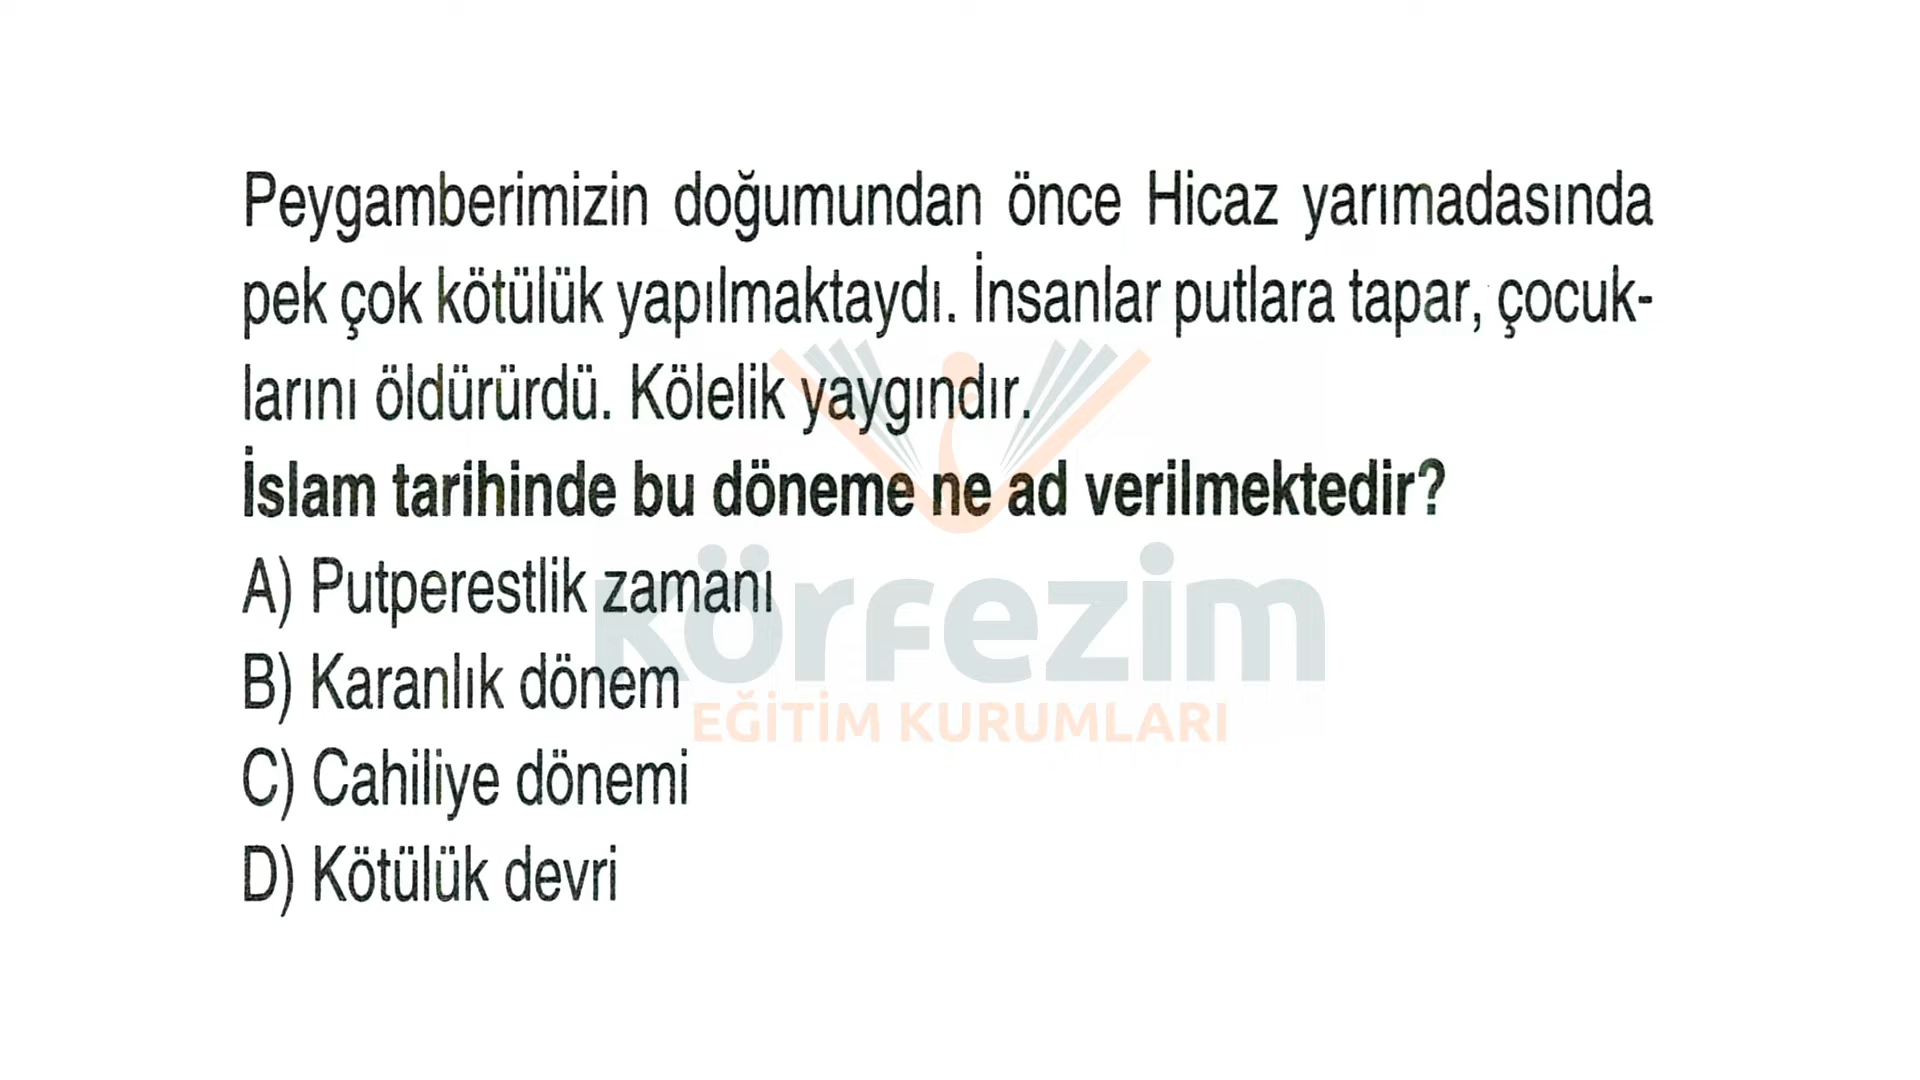 Peygamberimizin doğumundan önce Hicaz yarımadasında
pek çok kötülük yapılmaktaydı. İnsanlar putlara tapar, çocuk-
larını öldürürdü. Kölelik yaygındır.
İslam tarihinde bu döneme ne ad verilmektedir?
A) Putperestlik zamanı
B) Karanlık dönem
C) Cahiliye dönemi
D) Kötülük devri
körfezim
EĞİTİM KURUMLARI